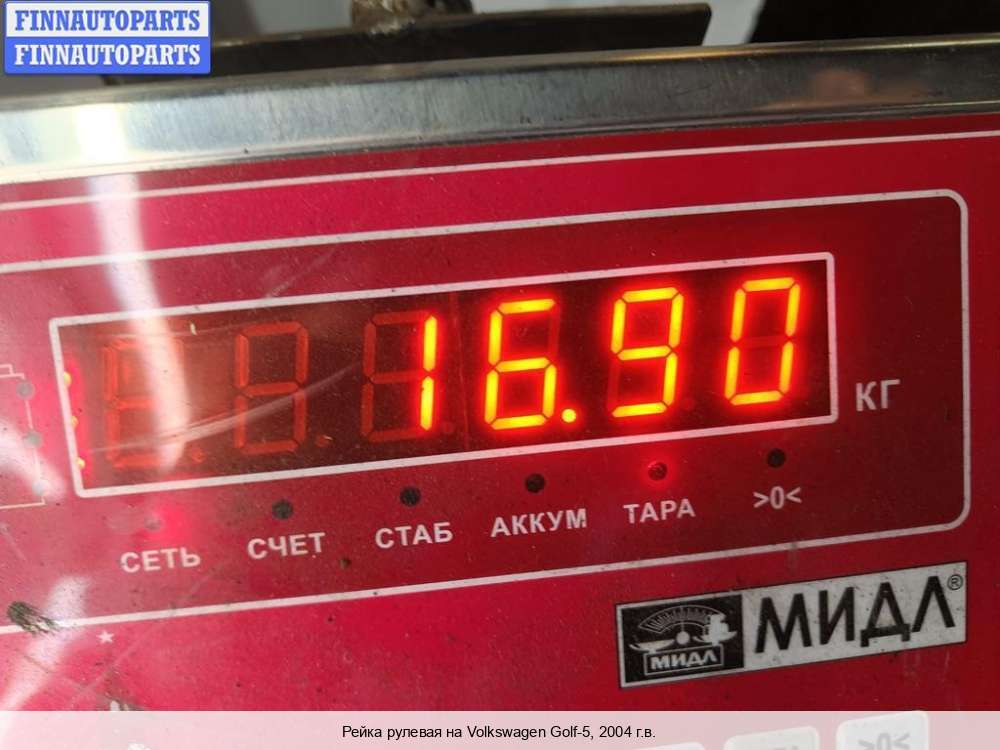 FINNAUTOPARTS
FINNAUTOPARTS
16.90
КГ
СЕТЬ СЧЕТ СТАБ АККУМ ТАРА >0<
МИДЛ МИДЛ®
>0<
Рейка рулевая на Volkswagen Golf-5, 2004 г.в.